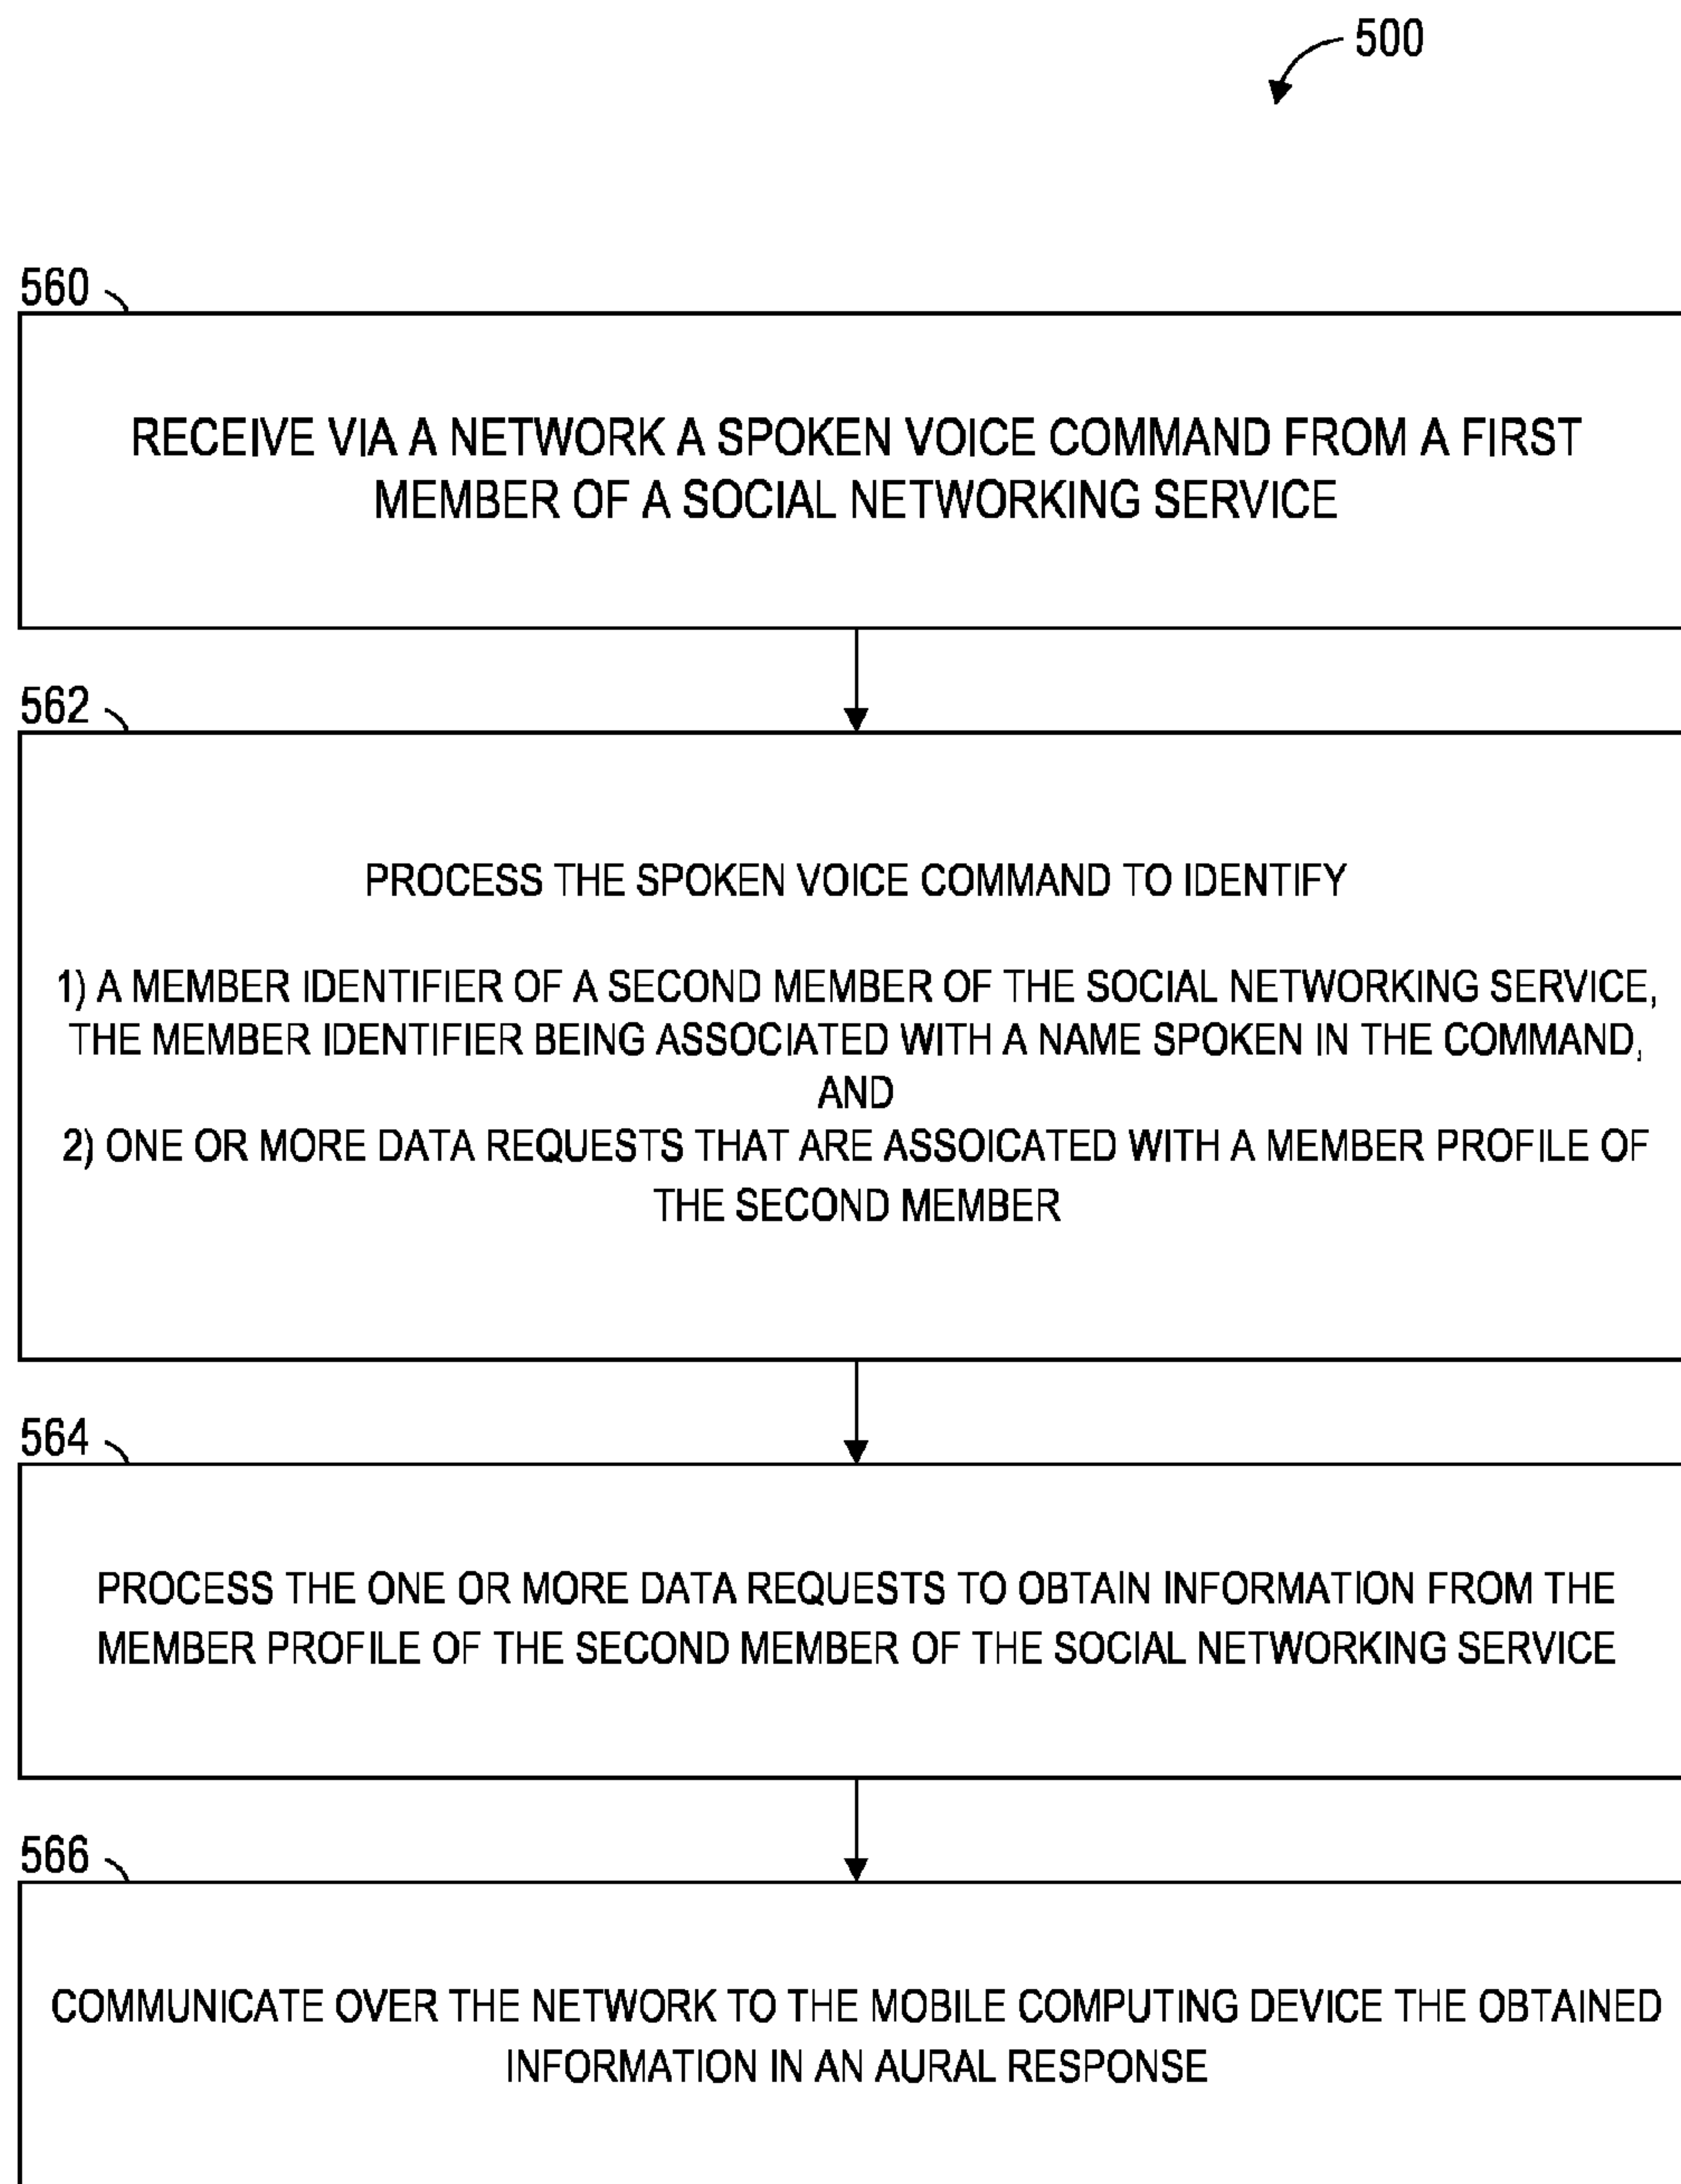 500
560
RECEIVE VIA A NETWORK A SPOKEN VOICE COMMAND FROM A FIRST
MEMBER OF A SOCIAL NETWORKING SERVICE
562
PROCESS THE SPOKEN VOICE COMMAND TO IDENTIFY
1) A MEMBER IDENTIFIER OF A SECOND MEMBER OF THE SOCIAL NETWORKING SERVICE,
THE MEMBER IDENTIFIER BEING ASSOCIATED WITH A NAME SPOKEN IN THE COMMAND,
AND
2) ONE OR MORE DATA REQUESTS THAT ARE ASSOICATED WITH A MEMBER PROFILE OF
THE SECOND MEMBER
564
PROCESS THE ONE OR MORE DATA REQUESTS TO OBTAIN INFORMATION FROM THE
MEMBER PROFILE OF THE SECOND MEMBER OF THE SOCIAL NETWORKING SERVICE
566
COMMUNICATE OVER THE NETWORK TO THE MOBILE COMPUTING DEVICE THE OBTAINED
INFORMATION IN AN AURAL RESPONSE